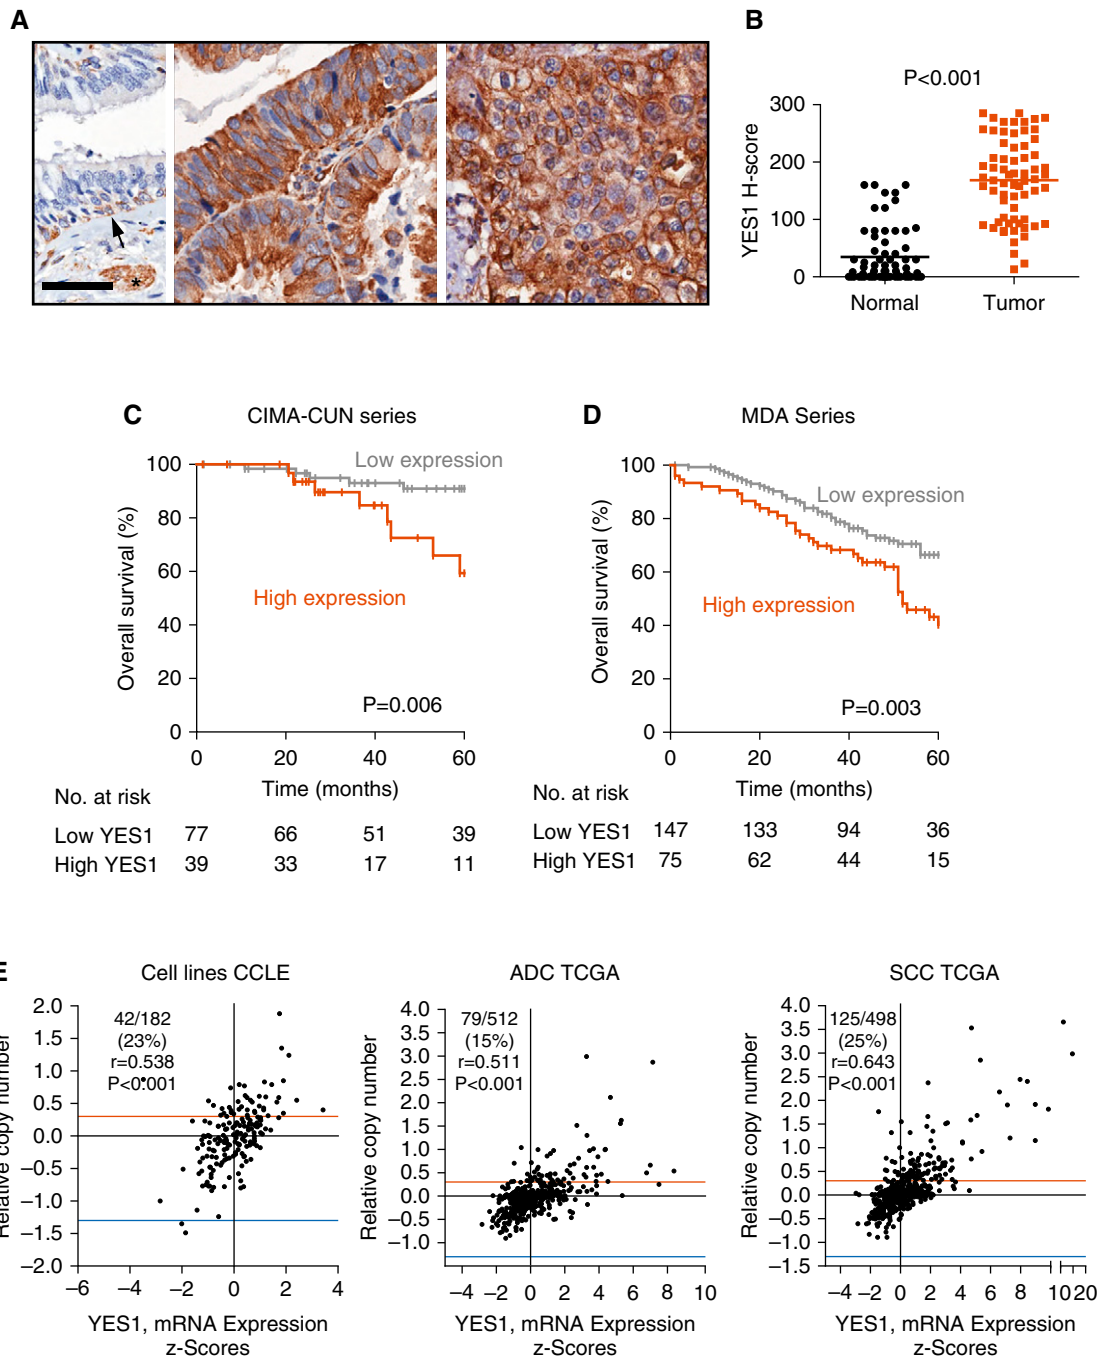 A
B
*
P<0.001
YES1 H-score
300
200
100
0
Normal
Tumor
C
CIMA-CUN series
Overall survival (%)
100
80
60
40
20
0
Low expression
High expression
P=0.006
0 20 40 60
Time (months)
No. at risk
Low YES1 77 66 51 39
High YES1 39 33 17 11
D
MDA Series
Overall survival (%)
100
80
60
40
20
0
Low expression
High expression
P=0.003
0 20 40 60
Time (months)
No. at risk
Low YES1 147 133 94 36
High YES1 75 62 44 15
E
Cell lines CCLE
Relative copy number
2.0
1.5
1.0
0.5
0.0
−0.5
−1.0
−1.5
−2.0
42/182
(23%)
r=0.538
P<0.001
−6 −4 −2 0 2 4
YES1, mRNA Expression
z-Scores
ADC TCGA
Relative copy number
4.0
3.5
3.0
2.5
2.0
1.5
1.0
0.5
0.0
−0.5
−1.0
79/512
(15%)
r=0.511
P<0.001
−4 −2 0 2 4 6 8 10
YES1, mRNA Expression
z-Scores
SCC TCGA
Relative copy number
4.0
3.5
3.0
2.5
2.0
1.5
1.0
0.5
0.0
−0.5
−1.0
−1.5
125/498
(25%)
r=0.643
P<0.001
−4 −2 0 2 4 6 8 10 20
YES1, mRNA Expression
z-Scores